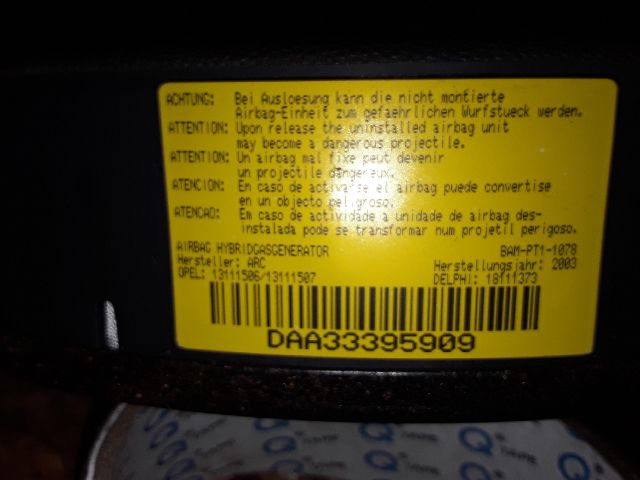 ACHTUNG: Bei Ausloesung kann die nicht montierte
Airbag-Einheit zum gefaehrlichen Wurfstueck werden.
ATTENTION: Upon release the uninstalled airbag unit
may become a dangerous projectile.
ATTENTION: Un airbag mal fixe peut devenir
un projectile dangereux.
ATENCION: En caso de activarse el airbag puede convertise
en un objecto peligroso.
ATENCAO: Em caso de actividade a unidade de airbag des-
instalada pode se transformar num projetil perigoso.
AIRBAG HYBRIDGASGENERATOR BAM-PT1-1078
Hersteller: ARC Herstellungsjahr: 2003
OPEL: 13111506/13111507 DELPHI: 18111373
DAA33395909